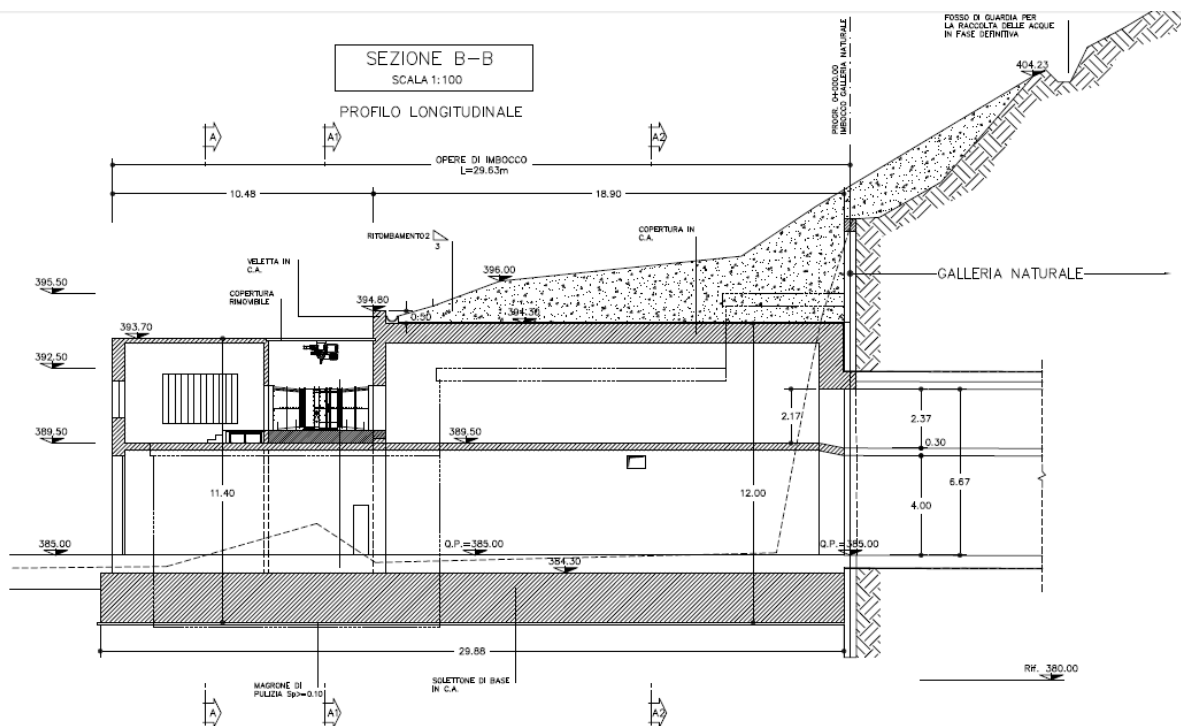 FOSSO DI GUARDIA PER
LA RACCOLTA DELLE ACQUE
IN FASE DEFINITIVA
SEZIONE B-B
SCALA 1:100
PROFILO LONGITUDINALE
PROGR. 0+000.00
IMBOCCO GALLERIA NATURALE
404.23
A
A1
A2
OPERE DI IMBOCCO
L=29.63m
10.48
18.90
RITOMBAMENTO 2
3
COPERTURA IN
C.A.
VELETTA IN
C.A.
COPERTURA
RIMOVIBILE
396.00
GALLERIA NATURALE
395.50
394.80
0.50
394.30
393.70
392.50
2.17
2.37
389.50
389.50
0.30
6.67
11.40
12.00
4.00
385.00
Q.P.=385.00
Q.P.=385.00
384.30
29.88
Rif. 380.00
MAGRONE DI
PULIZIA Sp>=0.10
SOLETTONE DI BASE
IN C.A.
A
A1
A2